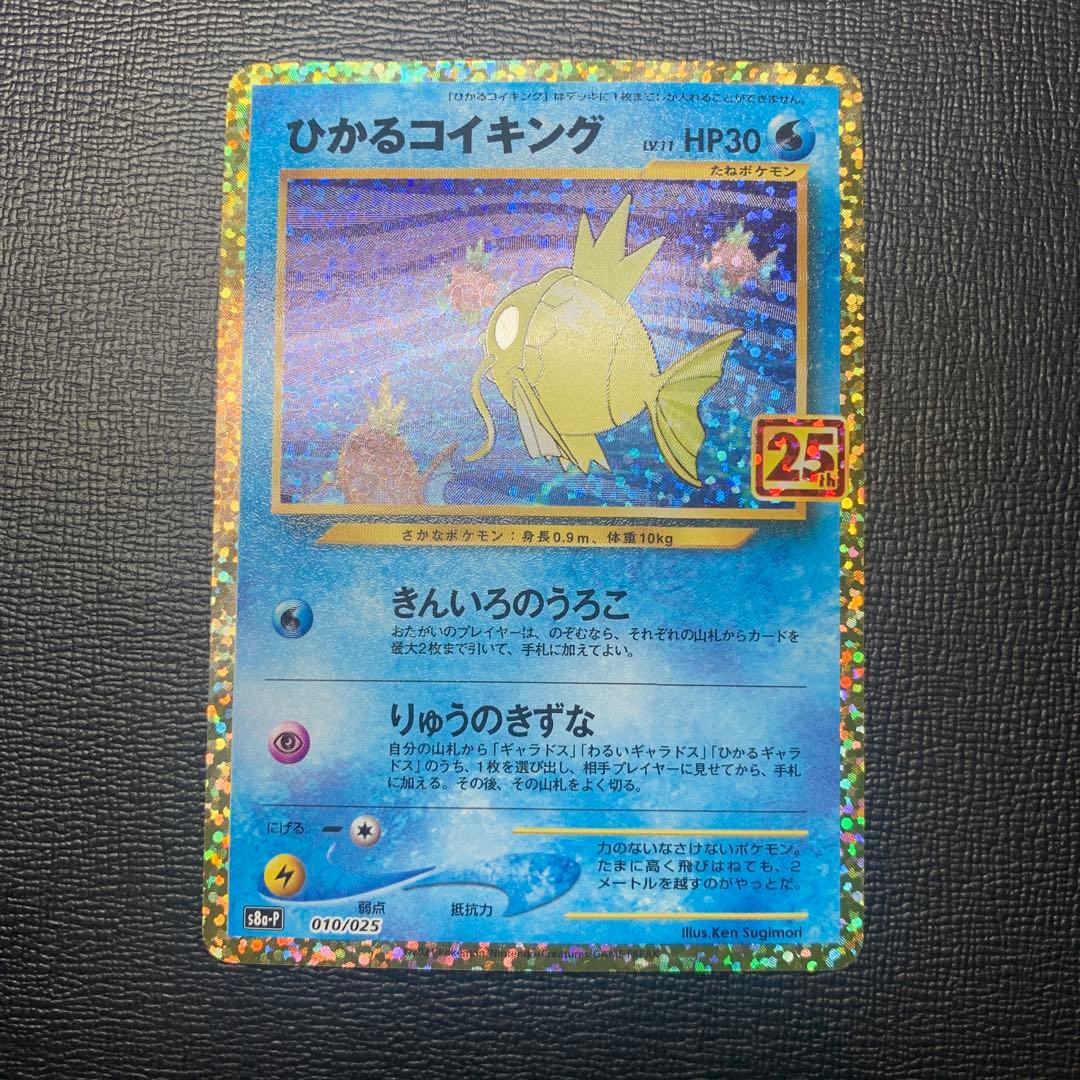 「ひかるコイキング」はデッキに1枚までしか入れることができません。
ひかるコイキング LV.11 HP30
たねポケモン
25th
さかなポケモン：身長0.9m、体重10kg
きんいろのうろこ
おたがいのプレイヤーは、のぞむなら、それぞれの山札からカードを
最大2枚まで引いて、手札に加えてよい。
りゅうのきずな
自分の山札から「ギャラドス」「わるいギャラドス」「ひかるギャラ
ドス」のうち、1枚を選び出し、相手プレイヤーに見せてから、手札
に加える。その後、その山札をよく切る。
にげる
力のないなさけないポケモン。
たまに高く飛びはねても、2
メートルを越すのがやっとだ。
弱点 抵抗力
s8a-P 010/025
Illus.Ken Sugimori
©2021 Pokémon/Nintendo/Creatures/GAME FREAK